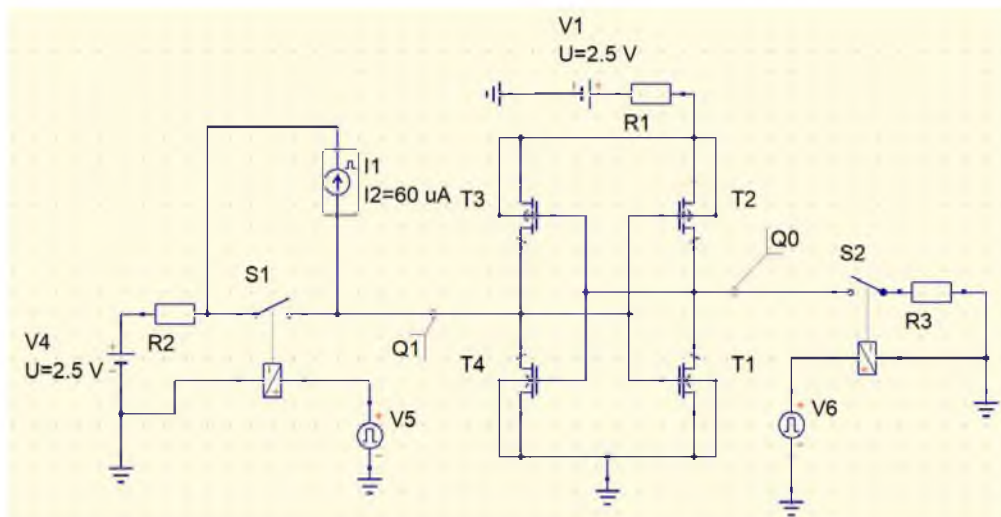 V1
U=2.5 V
R1
I1
I2=60 uA
T3
T2
Q0
S1
S2
R2
R3
V4
U=2.5 V
Q1
T4
T1
V5
V6